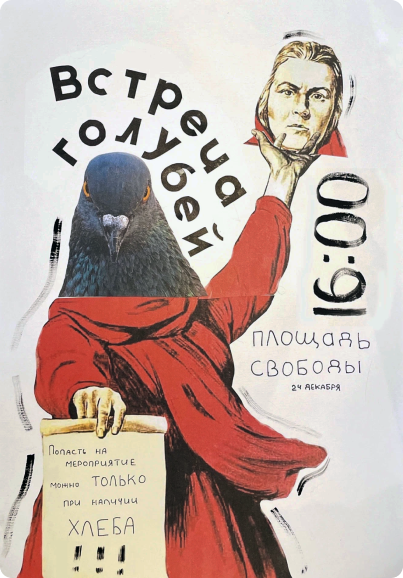 Встреча
голубей
16:00
ПЛОЩАДЬ
СВОБОДЫ
24 ДЕКАБРЯ
Попасть на
мероприятие
можно ТОЛЬКО
при наличии
ХЛЕБА
!!!